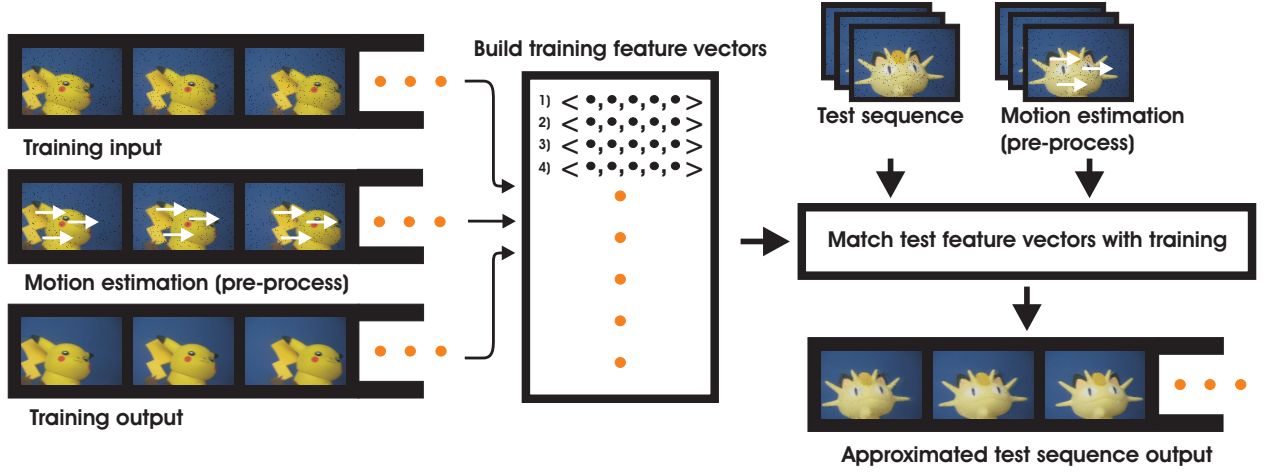 Training input
Motion estimation (pre-process)
Training output
Build training feature vectors
1) < •,•,•,•,• >
2) < •,•,•,•,• >
3) < •,•,•,•,• >
4) < •,•,•,•,• >
Test sequence
Motion estimation
(pre-process)
Match test feature vectors with training
Approximated test sequence output